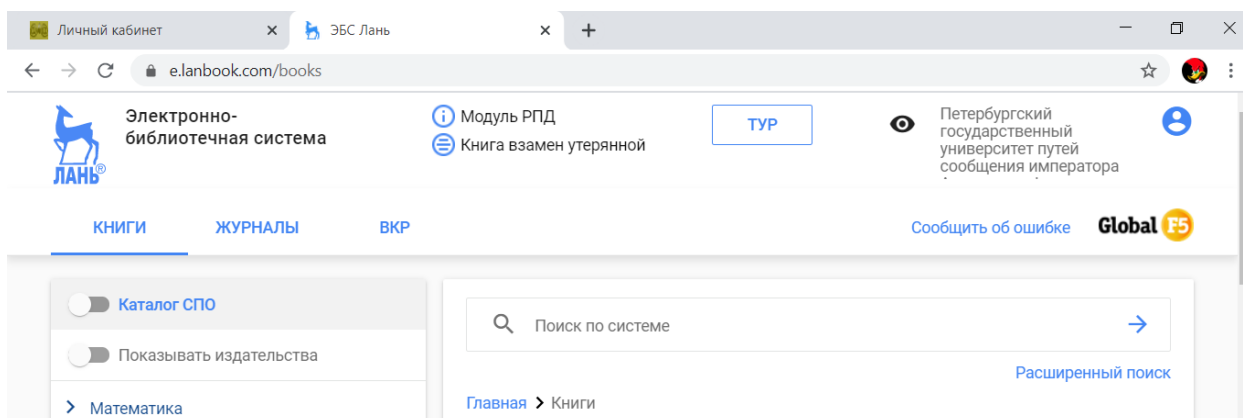 Личный кабинет
ЭБС Лань
e.lanbook.com/books
Электронно-
библиотечная система
ЛАНЬ®
Модуль РПД
Книга взамен утерянной
ТУР
Петербургский
государственный
университет путей
сообщения императора
КНИГИ
ЖУРНАЛЫ
ВКР
Сообщить об ошибке
Global F5
Каталог СПО
Показывать издательства
Математика
Поиск по системе
Расширенный поиск
Главная > Книги